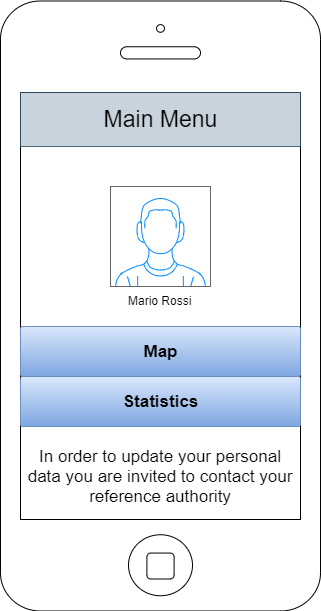 Main Menu
Mario Rossi
Map
Statistics
In order to update your personal
data you are invited to contact your
reference authority